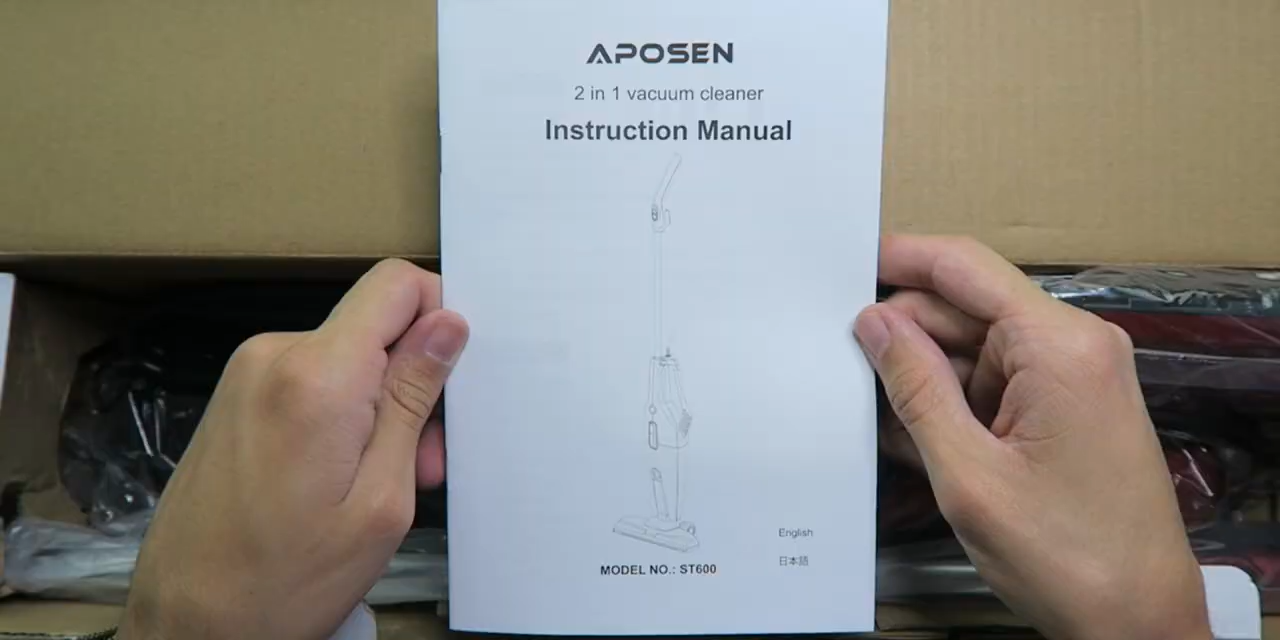 APOSEN
2 in 1 vacuum cleaner
Instruction Manual
English
日本語
MODEL NO.: ST600